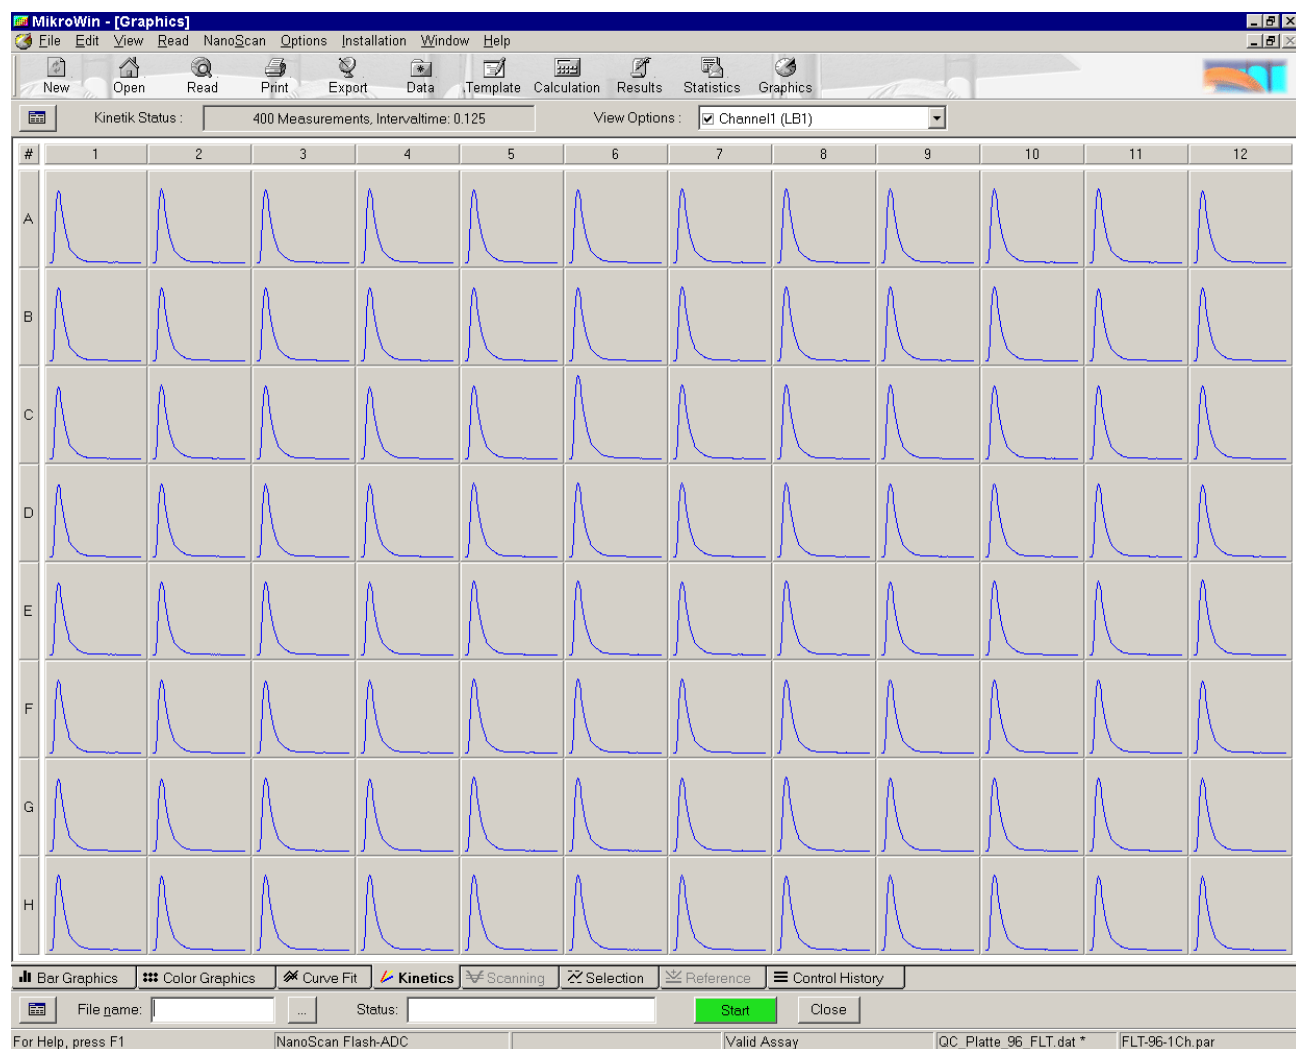 MikroWin - [Graphics]
File Edit View Read NanoScan Options Installation Window Help
New Open Read Print Export Data Template Calculation Results Statistics Graphics
Kinetik Status : 400 Measurements, Intervaltime: 0.125 View Options : Channel1 (LB1)
# 1 2 3 4 5 6 7 8 9 10 11 12
A
B
C
D
E
F
G
H
Bar Graphics Color Graphics Curve Fit Kinetics Scanning Selection Reference Control History
File name: ... Status: Start Close
For Help, press F1 NanoScan Flash-ADC Valid Assay QC_Platte_96_FLT.dat * FLT-96-1Ch.par